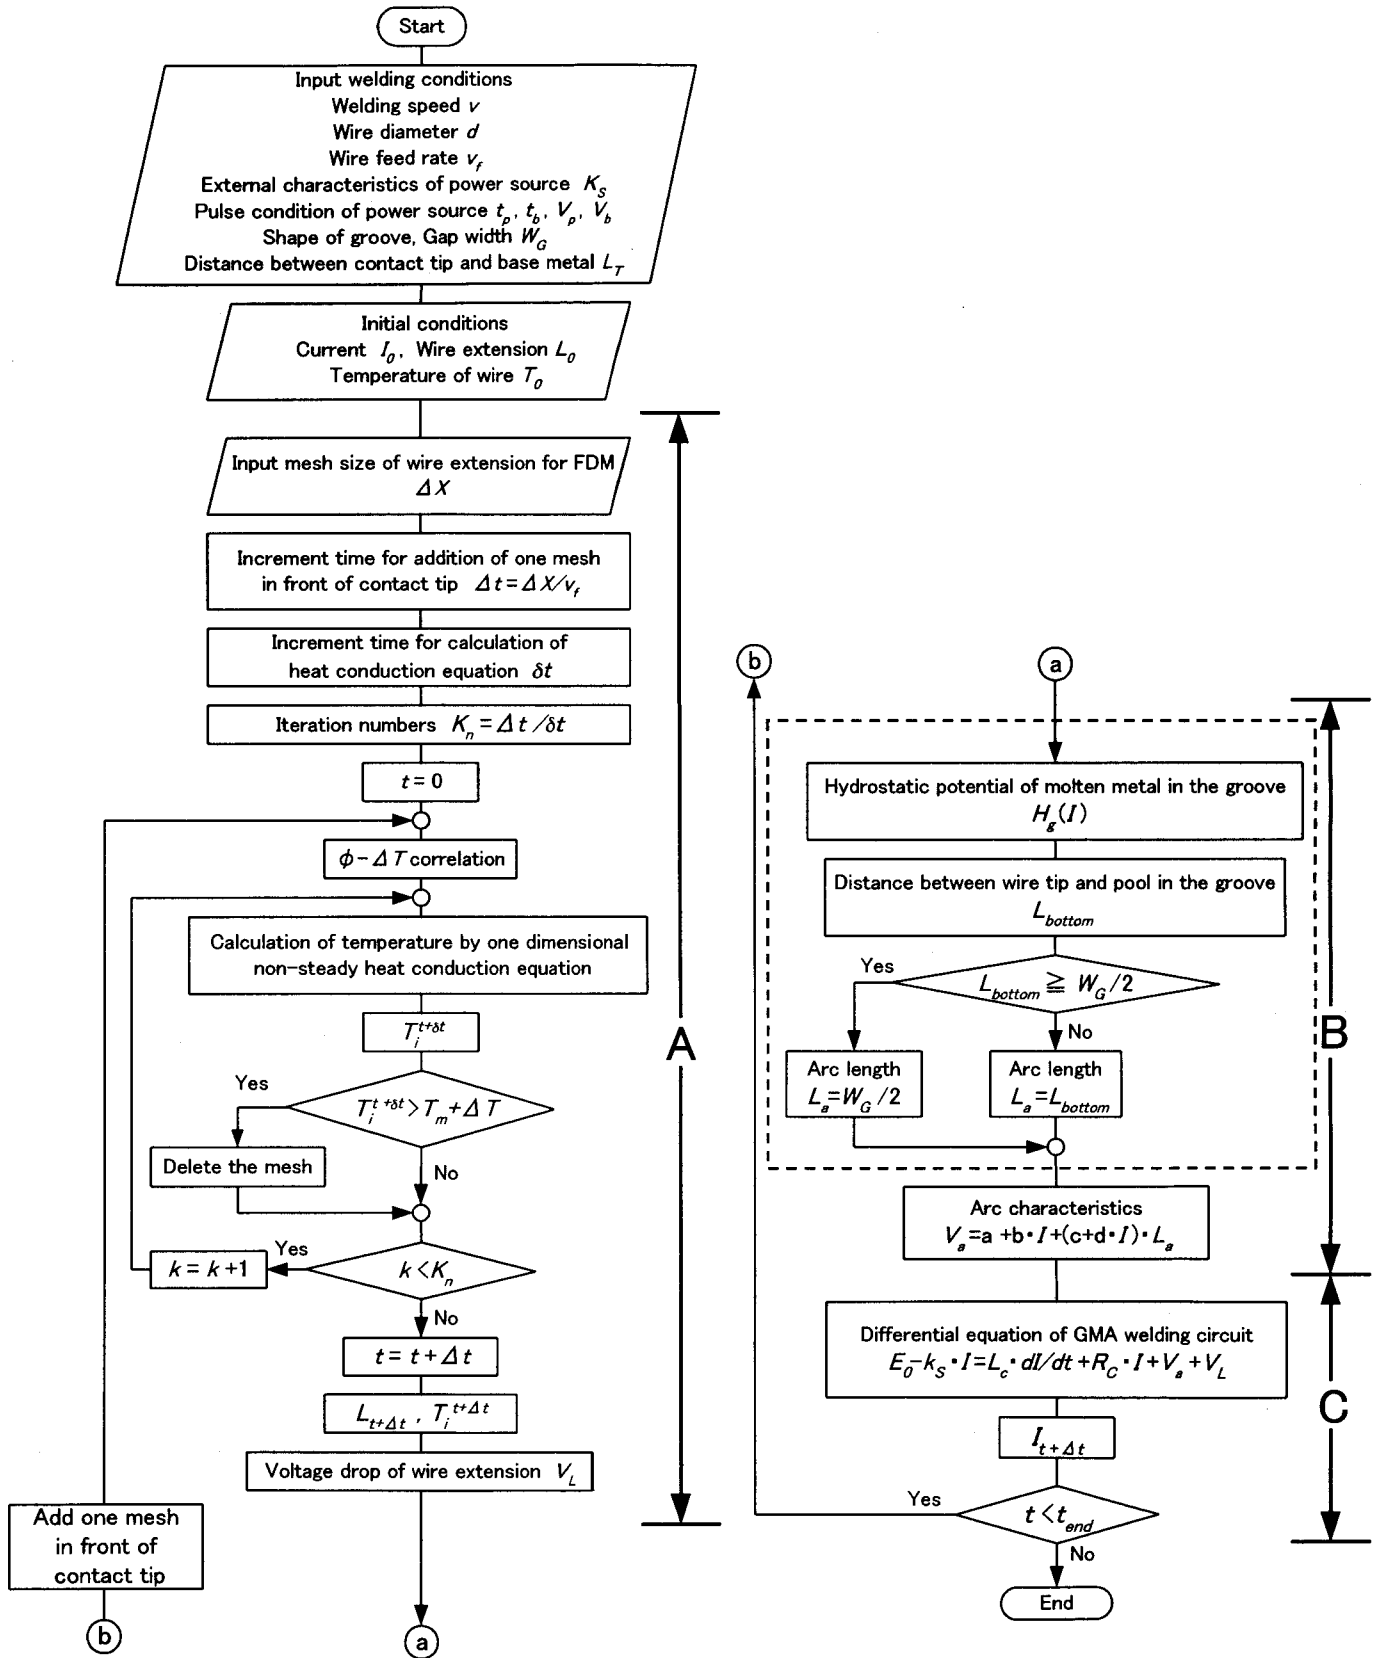 Start
Input welding conditions
Welding speed v
Wire diameter d
Wire feed rate v_f
External characteristics of power source K_S
Pulse condition of power source t_p, t_b, V_p, V_b
Shape of groove, Gap width W_G
Distance between contact tip and base metal L_T
Initial conditions
Current I_0, Wire extension L_0
Temperature of wire T_0
Input mesh size of wire extension for FDM
ΔX
Increment time for addition of one mesh
in front of contact tip Δt=ΔX/v_f
Increment time for calculation of
heat conduction equation δt
Iteration numbers K_n=Δt/δt
t=0
ϕ-ΔT correlation
Calculation of temperature by one dimensional
non-steady heat conduction equation
T_i^{t+δt}
Yes
T_i^{t+δt}>T_m+ΔT
Delete the mesh
No
Yes
k=k+1
k<K_n
No
t=t+Δt
L_{t+Δt}, T_i^{t+Δt}
Voltage drop of wire extension V_L
Add one mesh
in front of
contact tip
b
a
A
b
a
Hydrostatic potential of molten metal in the groove
H_g(I)
Distance between wire tip and pool in the groove
L_bottom
Yes
L_bottom≧W_G/2
No
Arc length
L_a=W_G/2
Arc length
L_a=L_bottom
Arc characteristics
V_a=a+b・I+(c+d・I)・L_a
B
Differential equation of GMA welding circuit
E_0-k_S・I=L_c・dI/dt+R_C・I+V_a+V_L
I_{t+Δt}
Yes
t<t_end
No
End
C